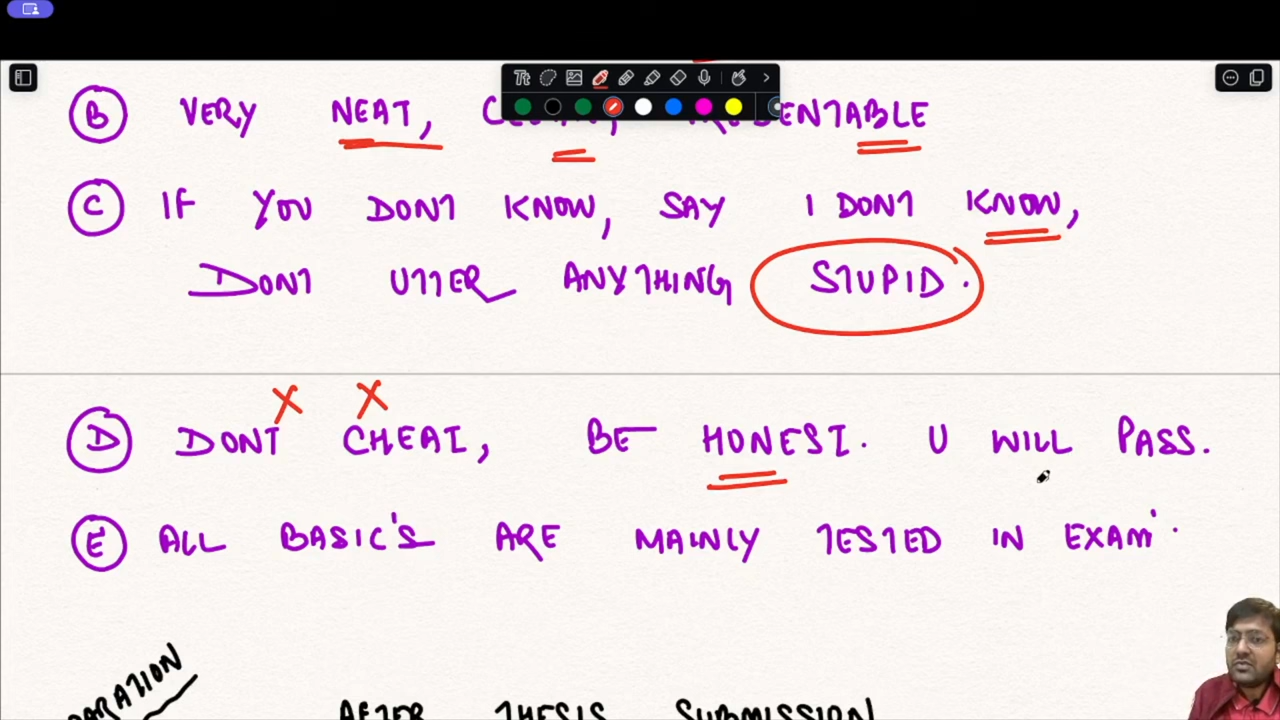 B VERY NEAT,
C IF YOU DONT KNOW, SAY I DONT KNOW,
DONT UTTER ANYTHING STUPID.
D DONT CHEAT, BE HONEST. U WILL PASS.
E ALL BASIC'S ARE MAINLY TESTED IN EXAM'.
AFTER THESIS SUBMISSION